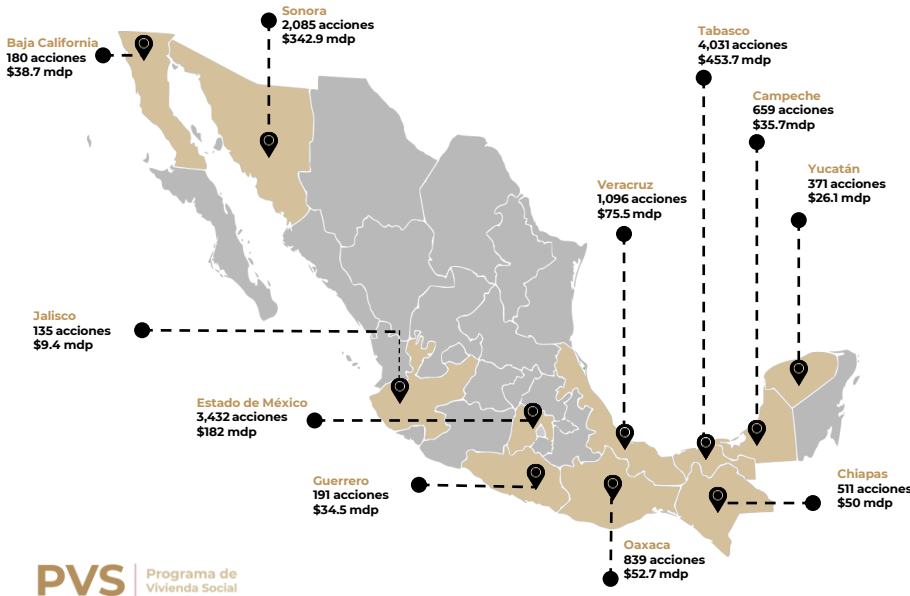 Sonora
2,085 acciones
$342.9 mdp
Baja California
180 acciones
$38.7 mdp
Tabasco
4,031 acciones
$453.7 mdp
Campeche
659 acciones
$35.7mdp
Yucatán
371 acciones
$26.1 mdp
Veracruz
1,096 acciones
$75.5 mdp
Jalisco
135 acciones
$9.4 mdp
Estado de México
3,432 acciones
$182 mdp
Guerrero
191 acciones
$34.5 mdp
Chiapas
511 acciones
$50 mdp
Oaxaca
839 acciones
$52.7 mdp
PVS
Programa de
Vivienda Social